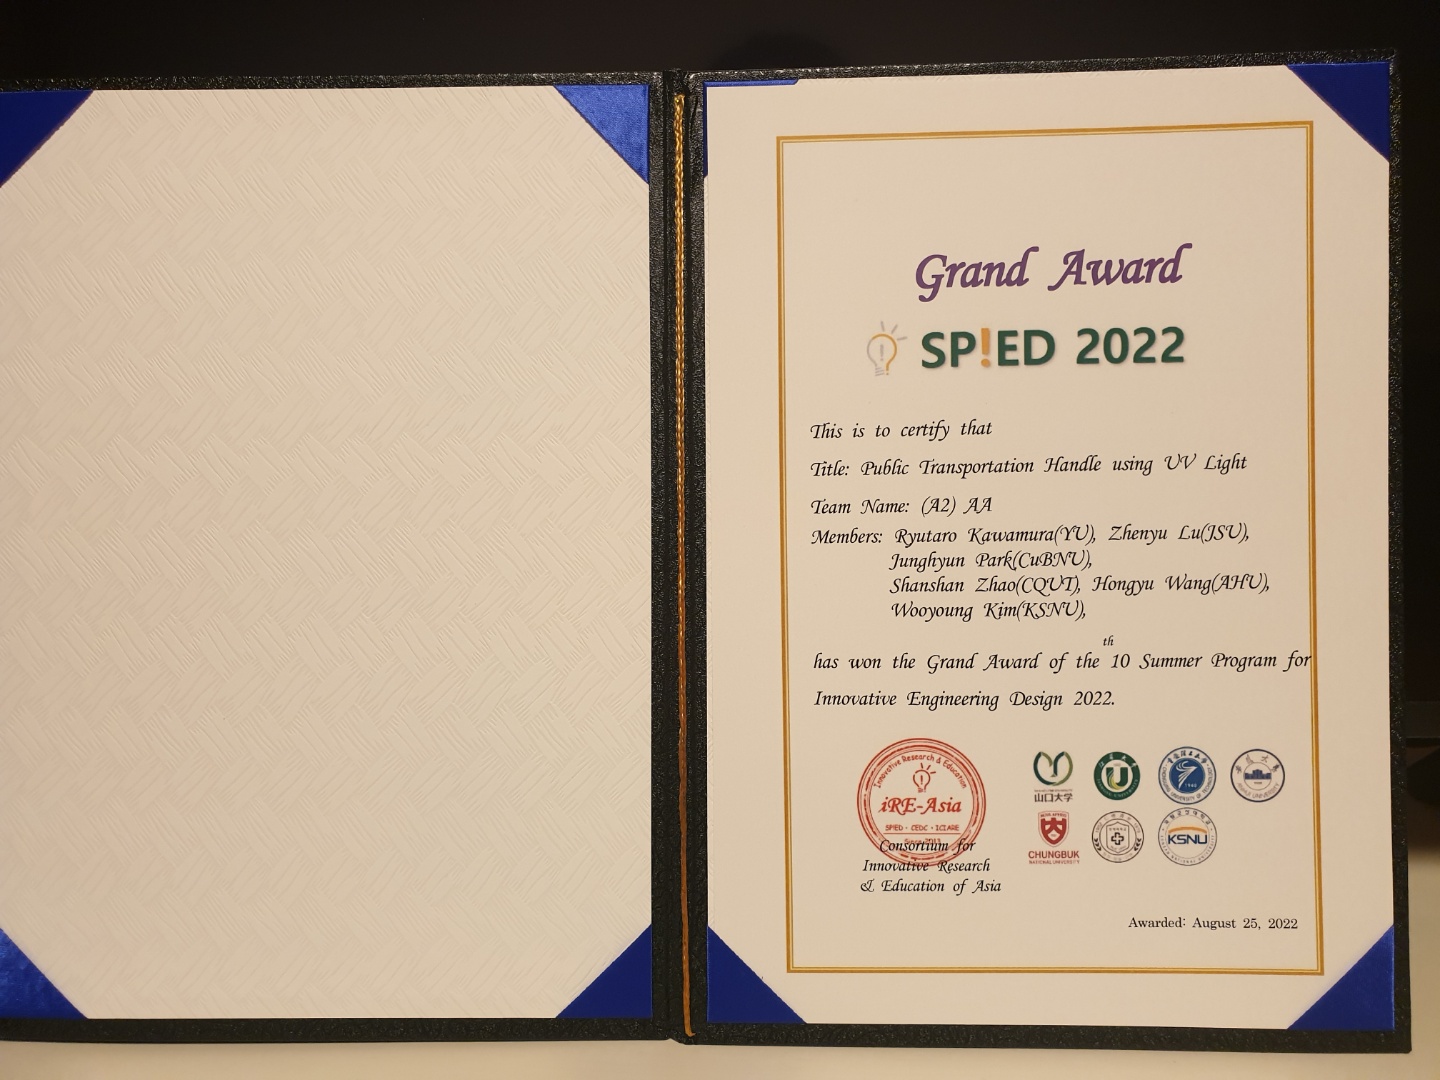 Grand Award
SP!ED 2022
This is to certify that
Title: Public Transportation Handle using UV Light
Team Name: (A2) AA
Members: Ryutaro Kawamura(YU), Zhenyu Lu(JSU),
Junghyun Park(CuBNU),
Shanshan Zhao(CQUT), Hongyu Wang(AHU),
Wooyoung Kim(KSNU),
has won the Grand Award of the 10th Summer Program for
Innovative Engineering Design 2022.
Innovative Research & Education
iRE-Asia
SPIED · CEDC · ICIARE
Consortium for
Innovative Research
& Education of Asia
山口大学
CHUNGBUK
NATIONAL UNIVERSITY
KSNU
Awarded: August 25, 2022